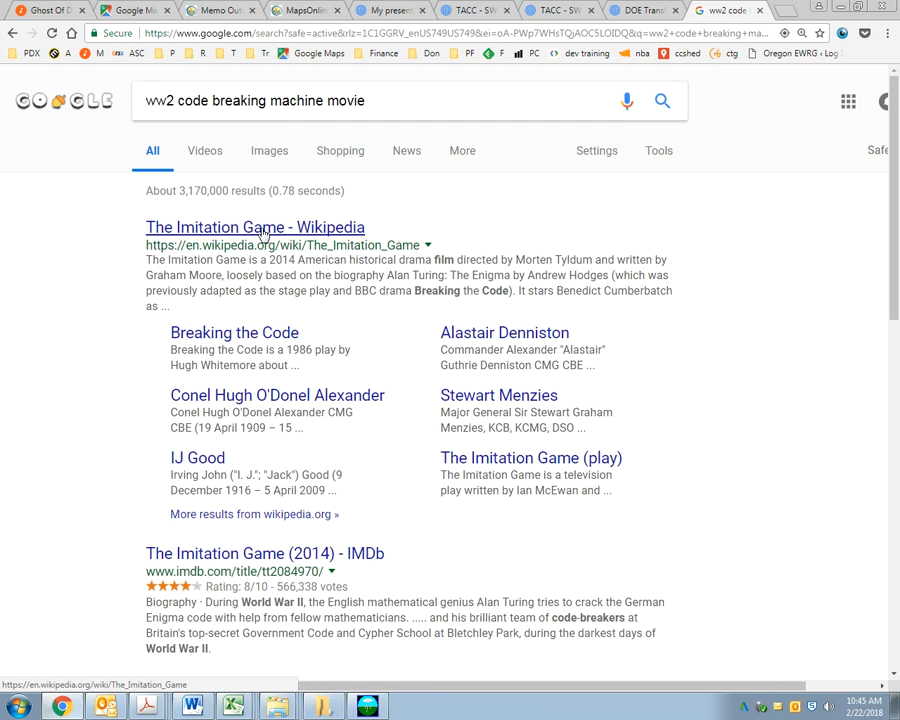 Ghost Of D
Google Ma
Memo Out
MapsOnlin
My present
TACC - SW
TACC - SW
DOE Trans
ww2 code
Secure
https://www.google.com/search?safe=active&rlz=1C1GGRV_enUS749US749&ei=oA-PWp7WHsTQjAOC5LOIDQ&q=ww2+code+breaking+ma...
PDX
A
M
ASC
P
R
T
Tr
Google Maps
Finance
Don
PF
F
PC
dev training
nba
ccshed
ctg
Oregon EWRG <Log
GOOGLE
ww2 code breaking machine movie
All
Videos
Images
Shopping
News
More
Settings
Tools
Safe
About 3,170,000 results (0.78 seconds)
The Imitation Game - Wikipedia
https://en.wikipedia.org/wiki/The_Imitation_Game
The Imitation Game is a 2014 American historical drama film directed by Morten Tyldum and written by
Graham Moore, loosely based on the biography Alan Turing: The Enigma by Andrew Hodges (which was
previously adapted as the stage play and BBC drama Breaking the Code). It stars Benedict Cumberbatch
as ...
Breaking the Code
Breaking the Code is a 1986 play by
Hugh Whitemore about ...
Alastair Denniston
Commander Alexander "Alastair"
Guthrie Denniston CMG CBE ...
Conel Hugh O'Donel Alexander
Conel Hugh O'Donel Alexander CMG
CBE (19 April 1909 – 15 ...
Stewart Menzies
Major General Sir Stewart Graham
Menzies, KCB, KCMG, DSO ...
IJ Good
Irving John ("I. J."; "Jack") Good (9
December 1916 – 5 April 2009 ...
The Imitation Game (play)
The Imitation Game is a television
play written by Ian McEwan and ...
More results from wikipedia.org »
The Imitation Game (2014) - IMDb
www.imdb.com/title/tt2084970/
Rating: 8/10 - 566,338 votes
Biography · During World War II, the English mathematical genius Alan Turing tries to crack the German
Enigma code with help from fellow mathematicians. ..... and his brilliant team of code-breakers at
Britain's top-secret Government Code and Cypher School at Bletchley Park, during the darkest days of
World War II.
https://en.wikipedia.org/wiki/The_Imitation_Game
10:45 AM
2/22/2018